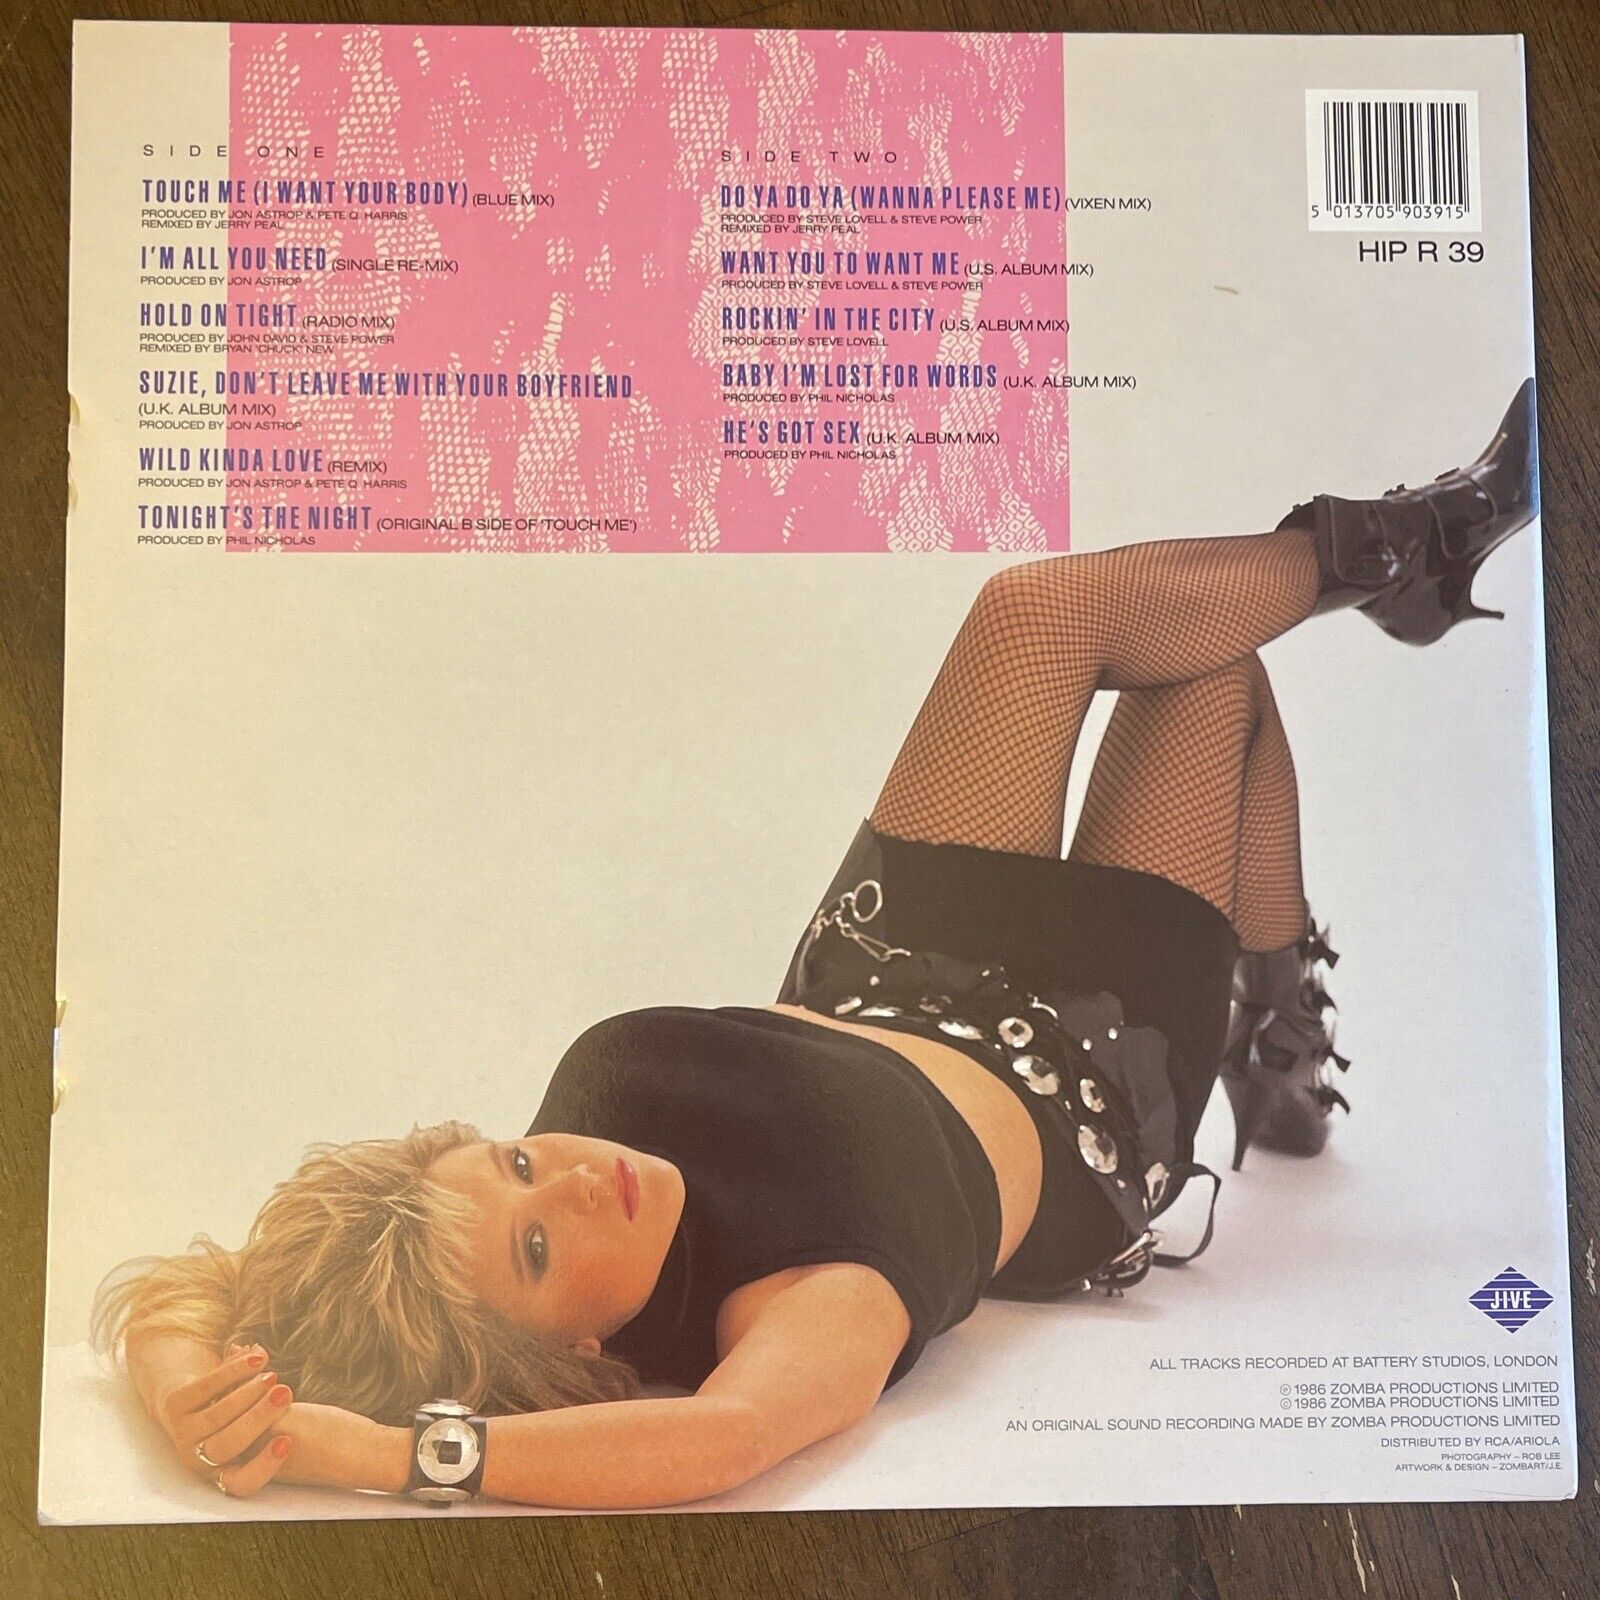 SIDE ONE
TOUCH ME (I WANT YOUR BODY) (BLUE MIX)
PRODUCED BY JON ASTROP & PETE Q. HARRIS
REMIXED BY JERRY PEAL
I'M ALL YOU NEED (SINGLE RE-MIX)
PRODUCED BY JON ASTROP
HOLD ON TIGHT (RADIO MIX)
PRODUCED BY JOHN DAVID & STEVE POWER
REMIXED BY BRYAN 'CHUCK' NEW
SUZIE, DON'T LEAVE ME WITH YOUR BOYFRIEND
(U.K. ALBUM MIX)
PRODUCED BY JON ASTROP
WILD KINDA LOVE (REMIX)
PRODUCED BY JON ASTROP & PETE Q. HARRIS
TONIGHT'S THE NIGHT (ORIGINAL B SIDE OF 'TOUCH ME')
PRODUCED BY PHIL NICHOLAS
SIDE TWO
DO YA DO YA (WANNA PLEASE ME) (VIXEN MIX)
PRODUCED BY STEVE LOVELL & STEVE POWER
REMIXED BY JERRY PEAL
WANT YOU TO WANT ME (U.S. ALBUM MIX)
PRODUCED BY STEVE LOVELL & STEVE POWER
ROCKIN' IN THE CITY (U.S. ALBUM MIX)
PRODUCED BY STEVE LOVELL
BABY I'M LOST FOR WORDS (U.K. ALBUM MIX)
PRODUCED BY PHIL NICHOLAS
HE'S GOT SEX (U.K. ALBUM MIX)
PRODUCED BY PHIL NICHOLAS
5 013705 903915
HIP R 39
JIVE
ALL TRACKS RECORDED AT BATTERY STUDIOS, LONDON
℗ 1986 ZOMBA PRODUCTIONS LIMITED
© 1986 ZOMBA PRODUCTIONS LIMITED
AN ORIGINAL SOUND RECORDING MADE BY ZOMBA PRODUCTIONS LIMITED
DISTRIBUTED BY RCA/ARIOLA
PHOTOGRAPHY – ROB LEE
ARTWORK & DESIGN – ZOMBART/J.E.